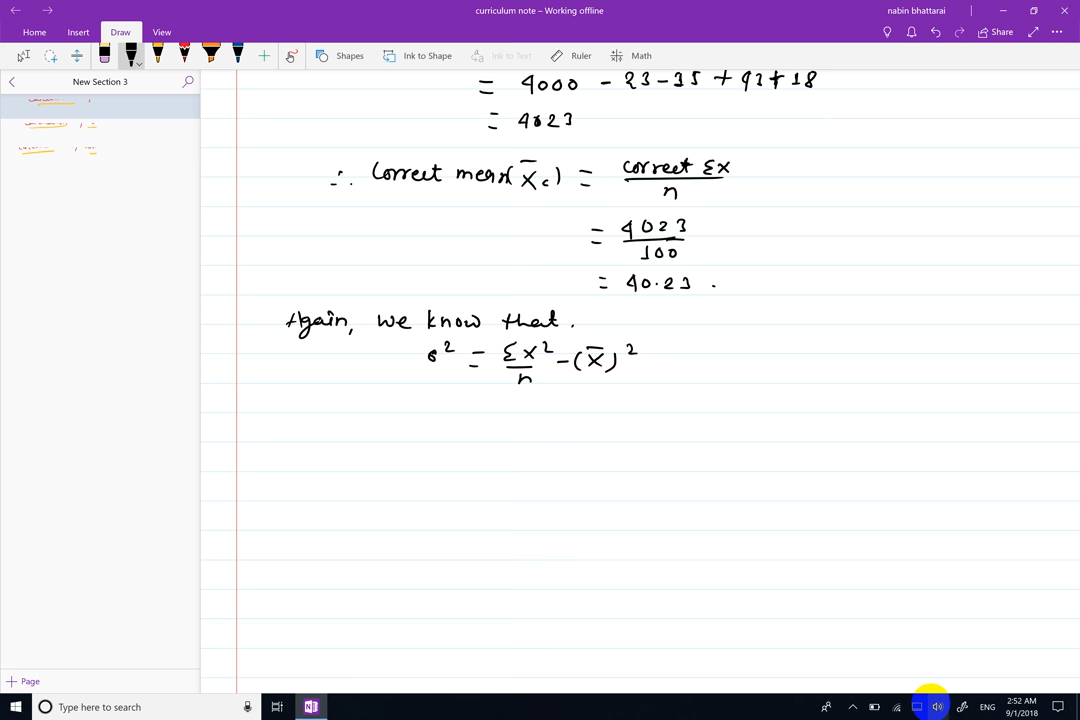 curriculum note – Working offline
nabin bhattarai
Home Insert Draw View
Share
Shapes Ink to Shape Ink to Text Ruler Math
New Section 3
= 4000 - 23 - 35 + 93 + 18
= 4023
∴ Correct mean( X̄c ) = correct ΣX / n
= 4023 / 100
= 40.23 .
Again, we know that.
σ² = ΣX² / n - (X̄)²
+ Page
Type here to search
ENG
2:52 AM
9/1/2018